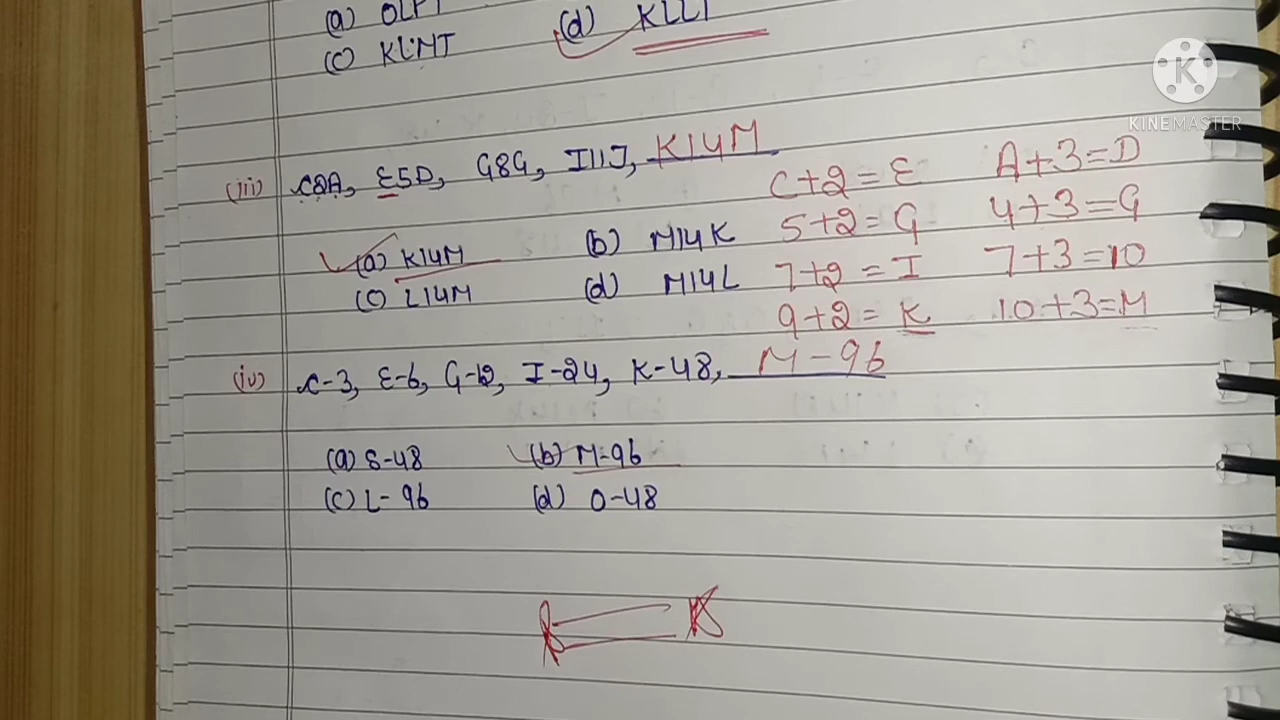 (a) OLPT (d) KLLT
(c) KLMT
(iii) C2A, E5D, G8G, I11J, K14M
C+2=E A+3=D
(a) K14M (b) M14K 5+2=G 4+3=G
(c) L14M (d) M14L 7+2=I 7+3=10
9+2=K 10+3=M
(iv) C-3, E-6, G-12, I-24, K-48, M-96
(a) S-48 (b) M-96
(c) L-96 (d) O-48
K
KINEMASTER